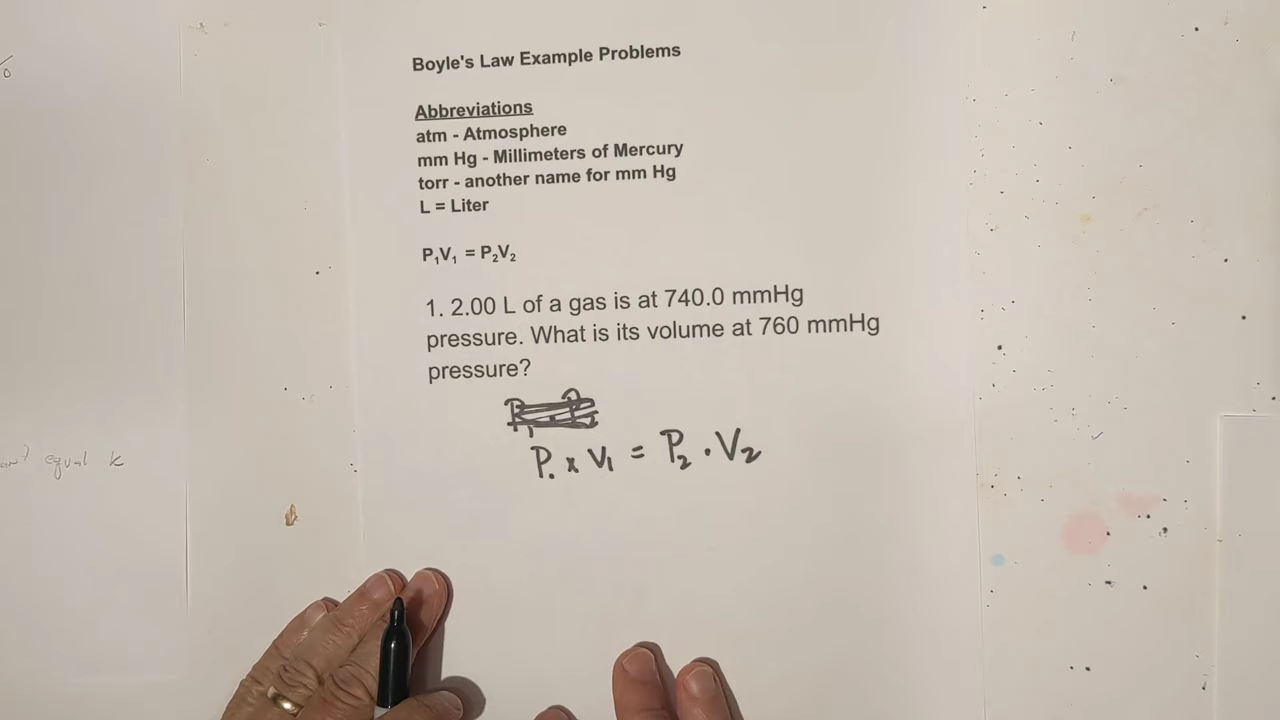 Boyle's Law Example Problems
Abbreviations
atm - Atmosphere
mm Hg - Millimeters of Mercury
torr - another name for mm Hg
L = Liter
P₁V₁ = P₂V₂
1. 2.00 L of a gas is at 740.0 mmHg
pressure. What is its volume at 760 mmHg
pressure?
P. x V₁ = P₂ . V₂
equal k